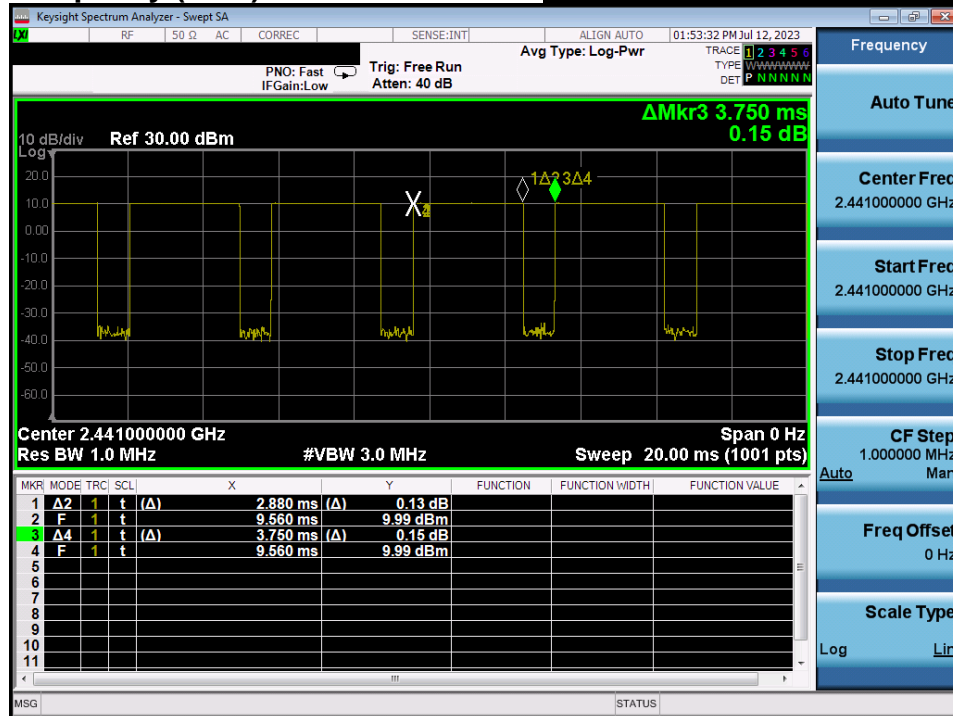 Keysight Spectrum Analyzer - Swept SA
LXI RF 50 Ω AC CORREC SENSE:INT ALIGN AUTO 01:53:32 PM Jul 12, 2023
Avg Type: Log-Pwr TRACE 1 2 3 4 5 6
PNO: Fast Trig: Free Run TYPE WWWWWW
IFGain:Low Atten: 40 dB DET P N N N N N
ΔMkr3 3.750 ms
0.15 dB
10 dB/div Ref 30.00 dBm
Log
20.0
10.0
0.00
-10.0
-20.0
-30.0
-40.0
-50.0
-60.0
1Δ2 3Δ4
X
Center 2.441000000 GHz Span 0 Hz
Res BW 1.0 MHz #VBW 3.0 MHz Sweep 20.00 ms (1001 pts)
MKR MODE TRC SCL X Y FUNCTION FUNCTION WIDTH FUNCTION VALUE
1 Δ2 1 t (Δ) 2.880 ms (Δ) 0.13 dB
2 F 1 t 9.560 ms 9.99 dBm
3 Δ4 1 t (Δ) 3.750 ms (Δ) 0.15 dB
4 F 1 t 9.560 ms 9.99 dBm
5
6
7
8
9
10
11
MSG STATUS
Frequency
Auto Tune
Center Freq
2.441000000 GHz
Start Freq
2.441000000 GHz
Stop Freq
2.441000000 GHz
CF Step
1.000000 MHz
Auto Man
Freq Offset
0 Hz
Scale Type
Log Lin